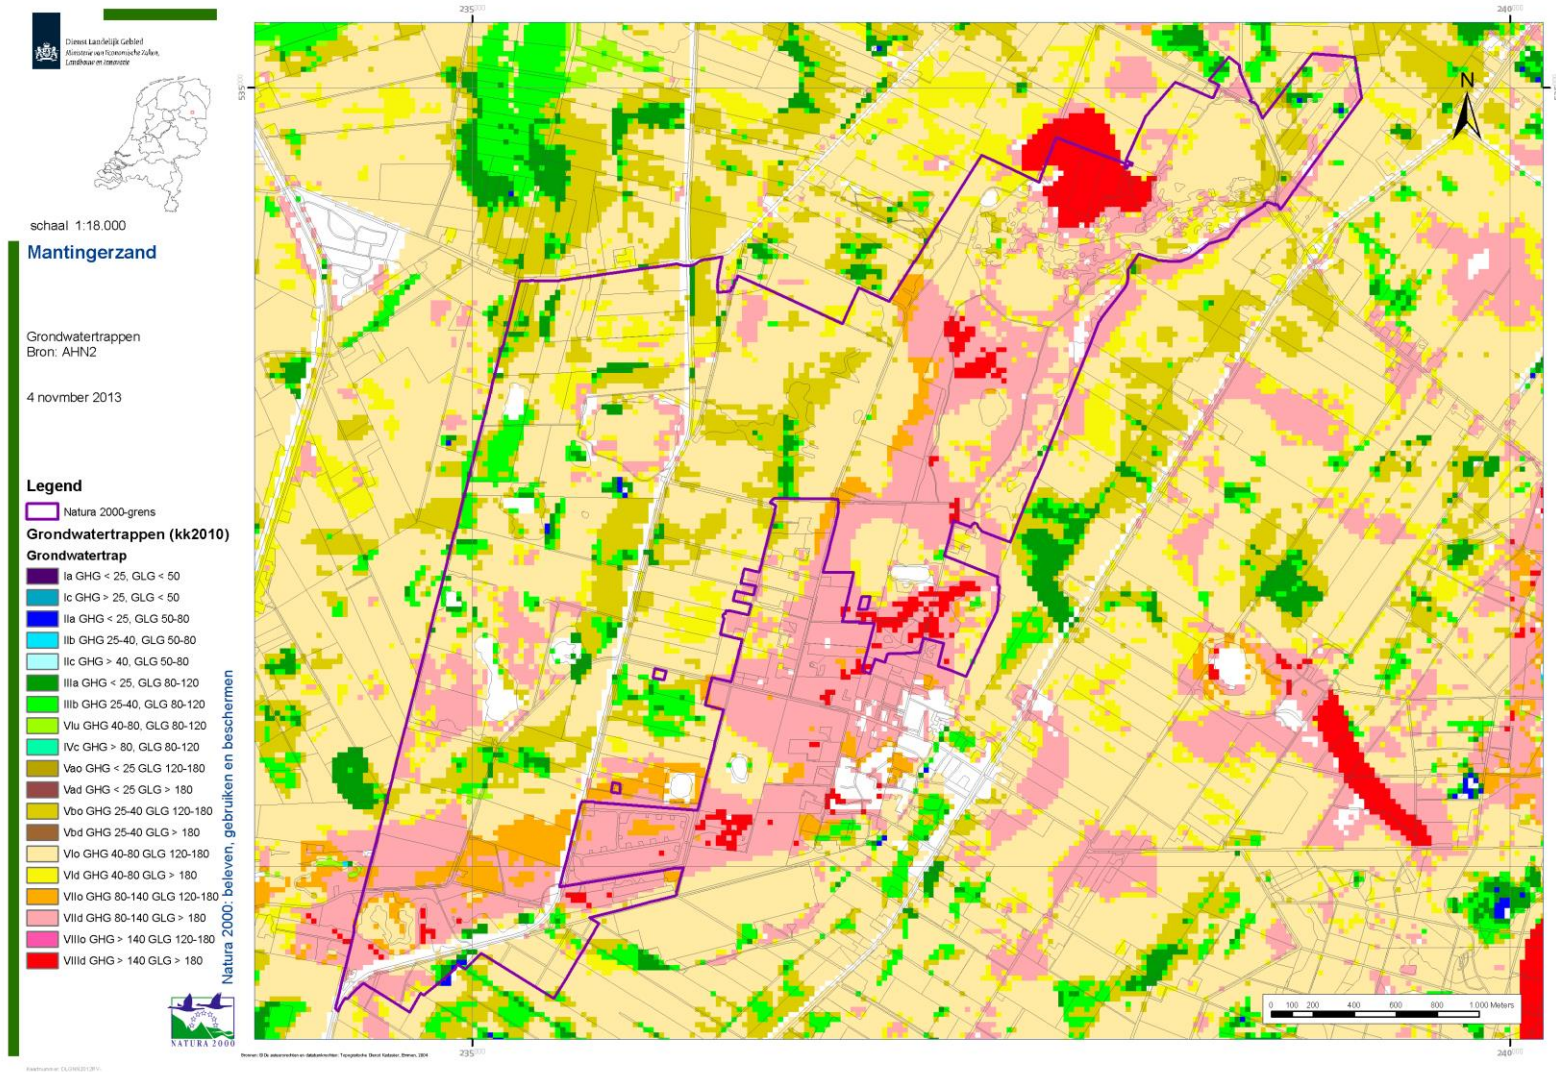 Dienst Landelijk Gebied
Ministerie van Economische Zaken,
Landbouw en Innovatie
schaal 1:18.000
Mantingerzand
Grondwatertrappen
Bron: AHN2
4 novmber 2013
Legend
Natura 2000-grens
Grondwatertrappen (kk2010)
Grondwatertrap
Ia GHG < 25, GLG < 50
Ic GHG > 25, GLG < 50
IIa GHG < 25, GLG 50-80
IIb GHG 25-40, GLG 50-80
IIc GHG > 40, GLG 50-80
IIIa GHG < 25, GLG 80-120
IIIb GHG 25-40, GLG 80-120
VIu GHG 40-80, GLG 80-120
IVc GHG > 80, GLG 80-120
Vao GHG < 25 GLG 120-180
Vad GHG < 25 GLG > 180
Vbo GHG 25-40 GLG 120-180
Vbd GHG 25-40 GLG > 180
VIo GHG 40-80 GLG 120-180
VId GHG 40-80 GLG > 180
VIIo GHG 80-140 GLG 120-180
VIId GHG 80-140 GLG > 180
VIIIo GHG > 140 GLG 120-180
VIIId GHG > 140 GLG > 180
Natura 2000: beleven, gebruiken en beschermen
NATURA 2000
235000
240000
535000
N
0 100 200 400 600 800 1 000 Meters
235000
240000